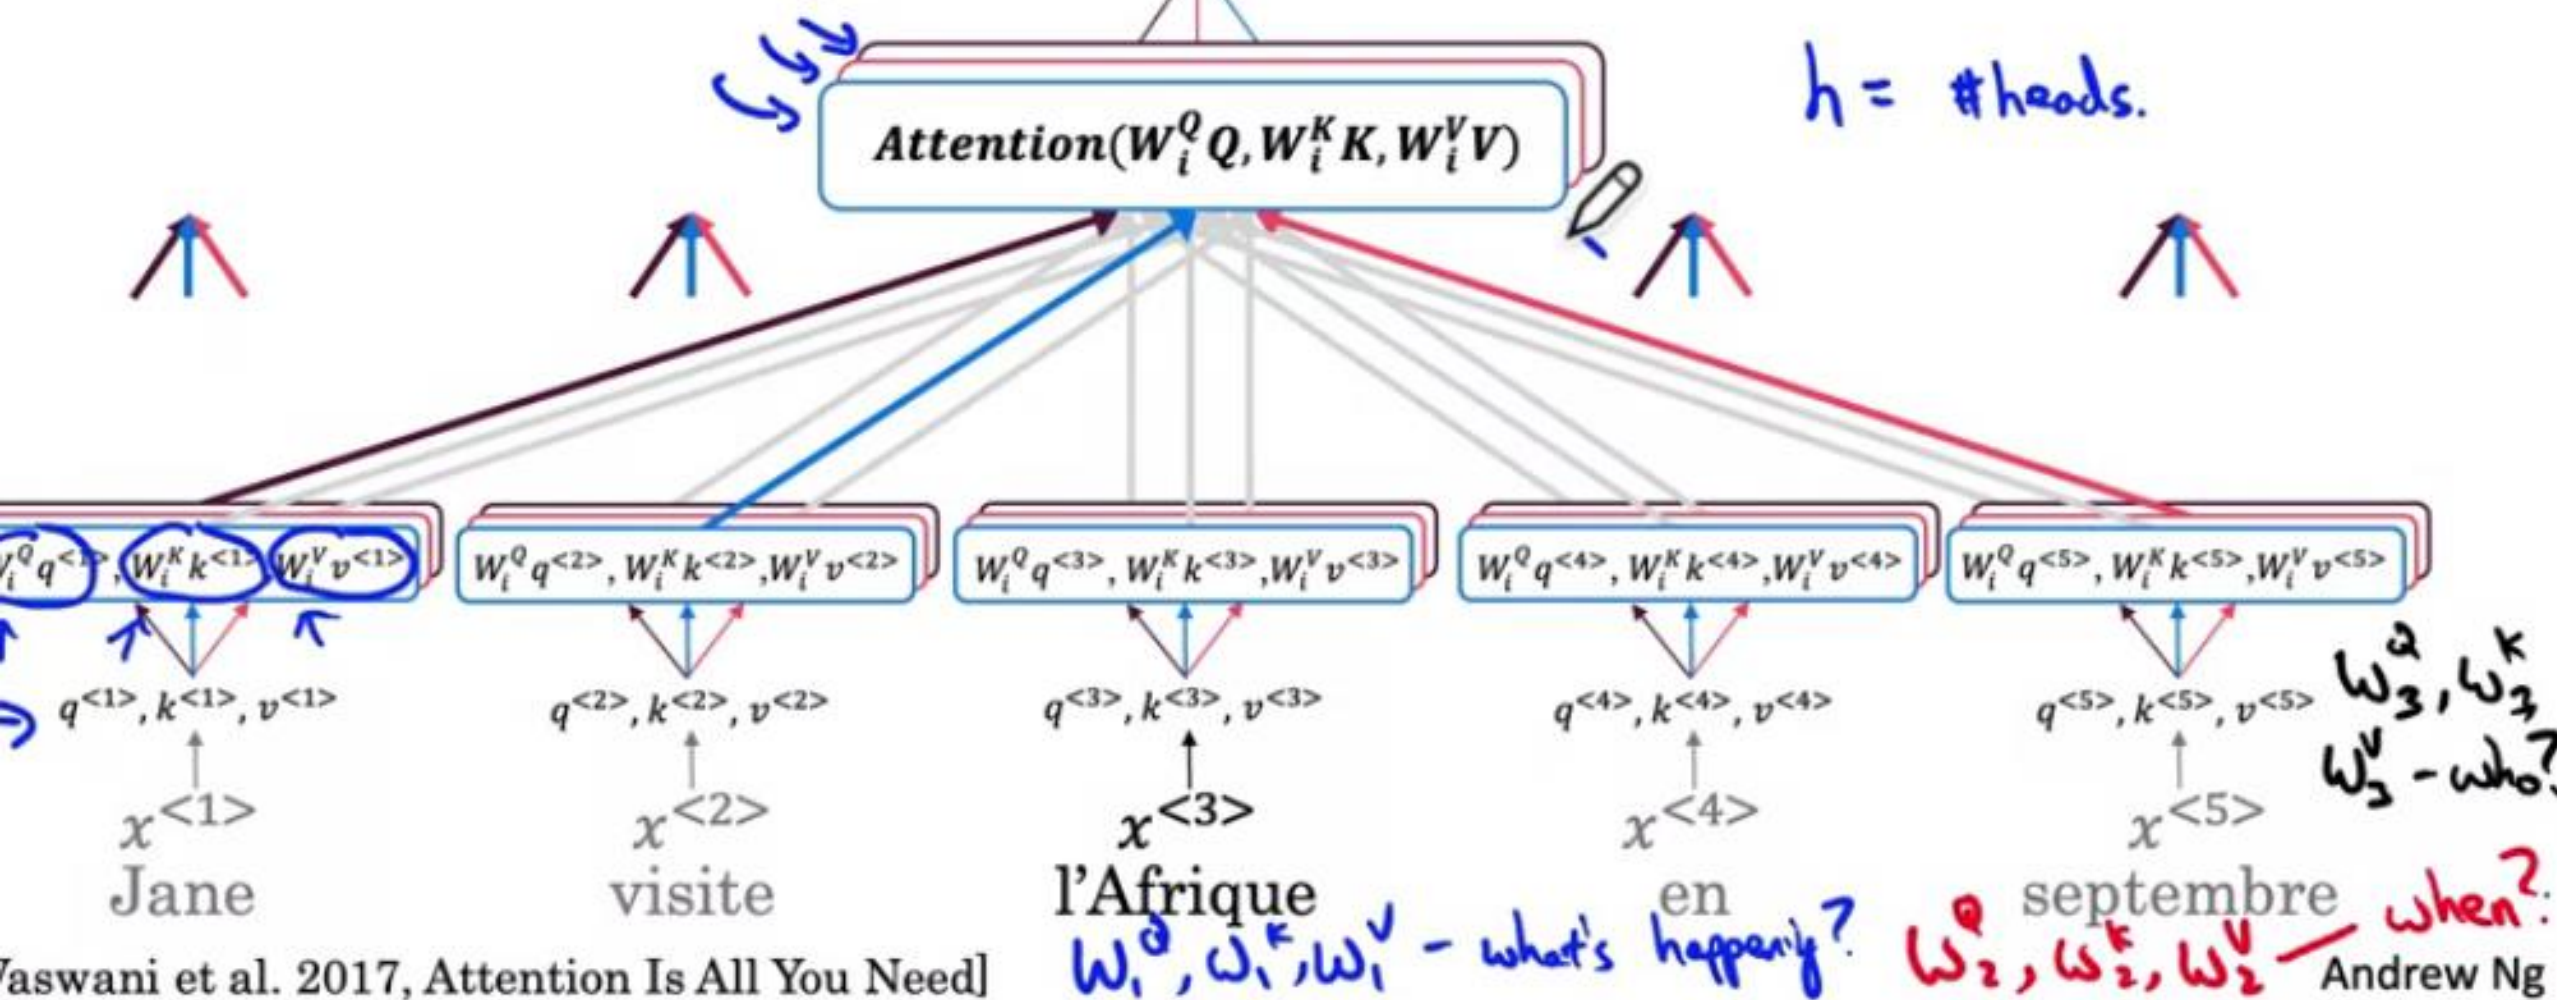 h = #heads.
Attention(W_i^Q Q, W_i^K K, W_i^V V)
W_i^Q q^<1>, W_i^K k^<1>, W_i^V v^<1>
W_i^Q q^<2>, W_i^K k^<2>, W_i^V v^<2>
W_i^Q q^<3>, W_i^K k^<3>, W_i^V v^<3>
W_i^Q q^<4>, W_i^K k^<4>, W_i^V v^<4>
W_i^Q q^<5>, W_i^K k^<5>, W_i^V v^<5>
q^<1>, k^<1>, v^<1>
q^<2>, k^<2>, v^<2>
q^<3>, k^<3>, v^<3>
q^<4>, k^<4>, v^<4>
q^<5>, k^<5>, v^<5>
W_3^Q, W_3^K
W_3^V - who?
x^<1>
x^<2>
x^<3>
x^<4>
x^<5>
Jane
visite
l'Afrique
en
septembre
W_1^Q, W_1^K, W_1^V - what's happening?
W_2^Q, W_2^K, W_2^V — when?
Vaswani et al. 2017, Attention Is All You Need]
Andrew Ng